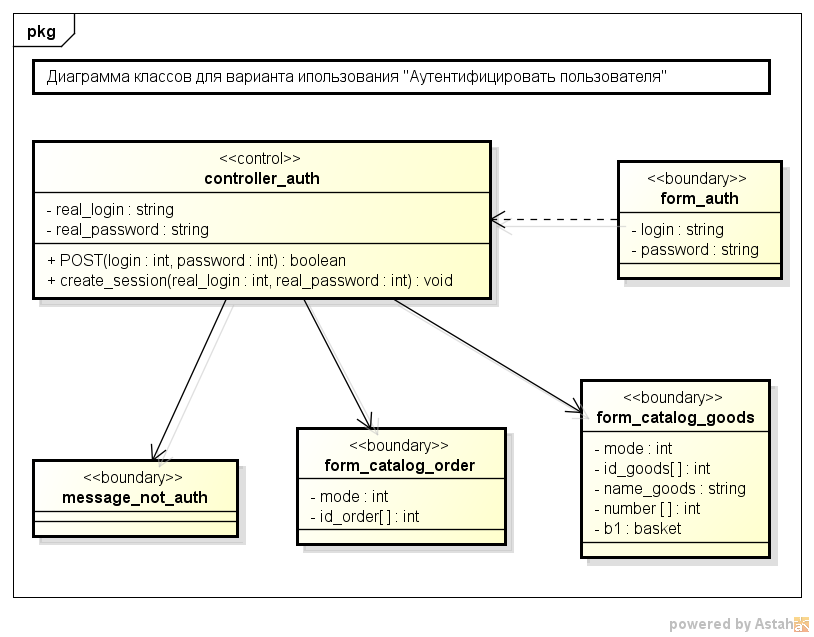 pkg
Диаграмма классов для варианта ипользования "Аутентифицировать пользователя"
<<control>>
controller_auth
- real_login : string
- real_password : string
+ POST(login : int, password : int) : boolean
+ create_session(real_login : int, real_password : int) : void
<<boundary>>
form_auth
- login : string
- password : string
<<boundary>>
message_not_auth
<<boundary>>
form_catalog_order
- mode : int
- id_order[ ] : int
<<boundary>>
form_catalog_goods
- mode : int
- id_goods[ ] : int
- name_goods : string
- number [ ] : int
- b1 : basket
powered by Astah